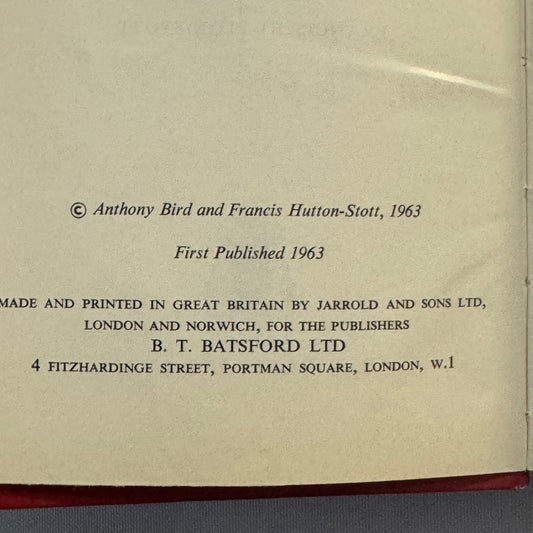 © Anthony Bird and Francis Hutton-Stott, 1963
First Published 1963
MADE AND PRINTED IN GREAT BRITAIN BY JARROLD AND SONS LTD,
LONDON AND NORWICH, FOR THE PUBLISHERS
B. T. BATSFORD LTD
4 FITZHARDINGE STREET, PORTMAN SQUARE, LONDON, W.1